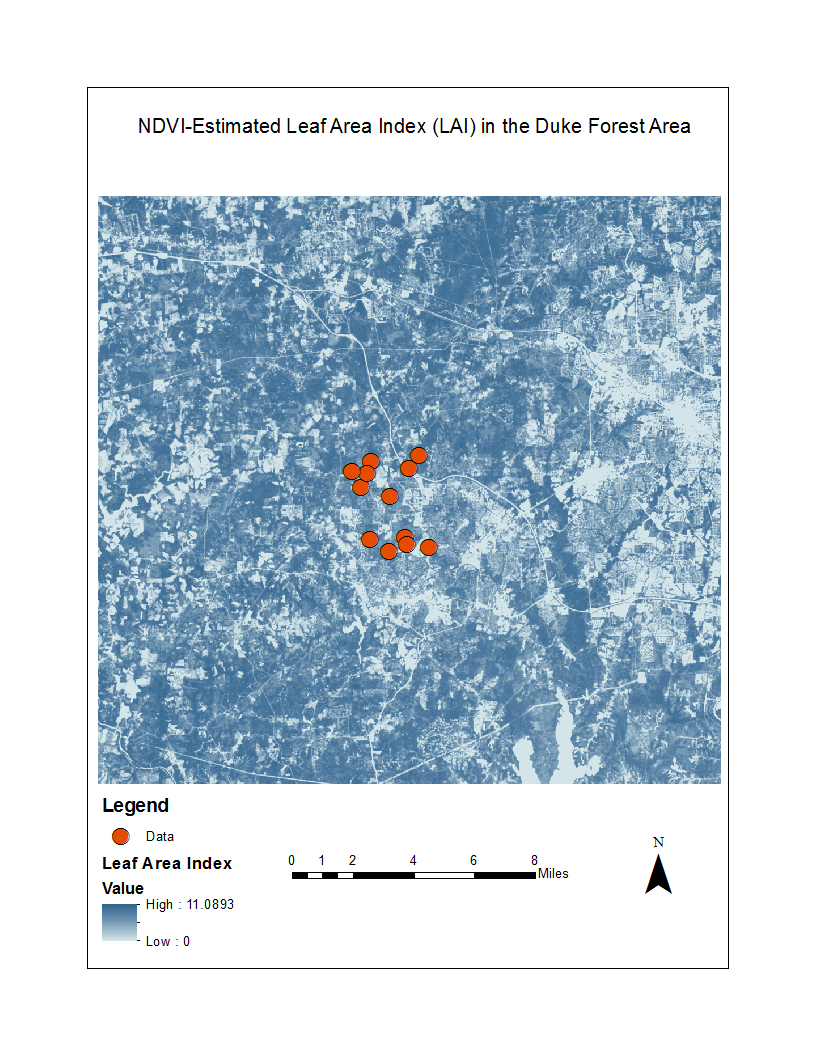 NDVI-Estimated Leaf Area Index (LAI) in the Duke Forest Area
Legend
Data
Leaf Area Index
Value
High : 11.0893
Low : 0
0 1 2 4 6 8
Miles
N